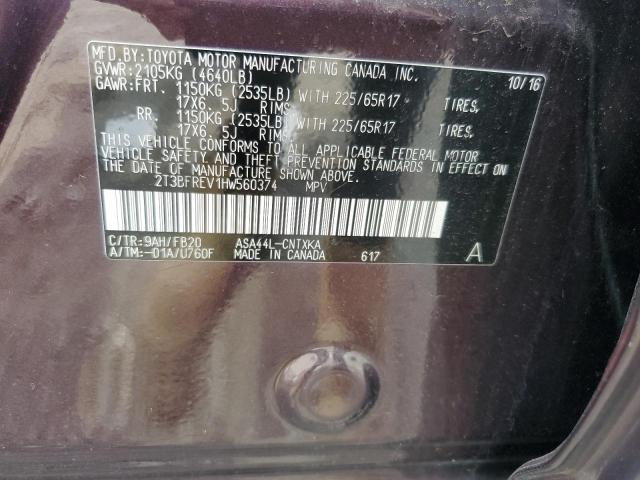 MFD.BY:TOYOTA MOTOR MANUFACTURING CANADA INC.
GVWR:2105KG (4640LB) 10/16
GAWR:FRT. 1150KG (2535LB) WITH 225/65R17 TIRES,
17X6.5J RIMS,
RR. 1150KG (2535LB) WITH 225/65R17 TIRES,
17X6.5J RIMS,
THIS VEHICLE CONFORMS TO ALL APPLICABLE FEDERAL MOTOR
VEHICLE SAFETY AND THEFT PREVENTION STANDARDS IN EFFECT ON
THE DATE OF MANUFACTURE SHOWN ABOVE.
2T3BFREV1HW560374 MPV
C/TR:9AH/FB20 ASA44L-CNTXKA
A/TM:-01A/U760F MADE IN CANADA 617 A